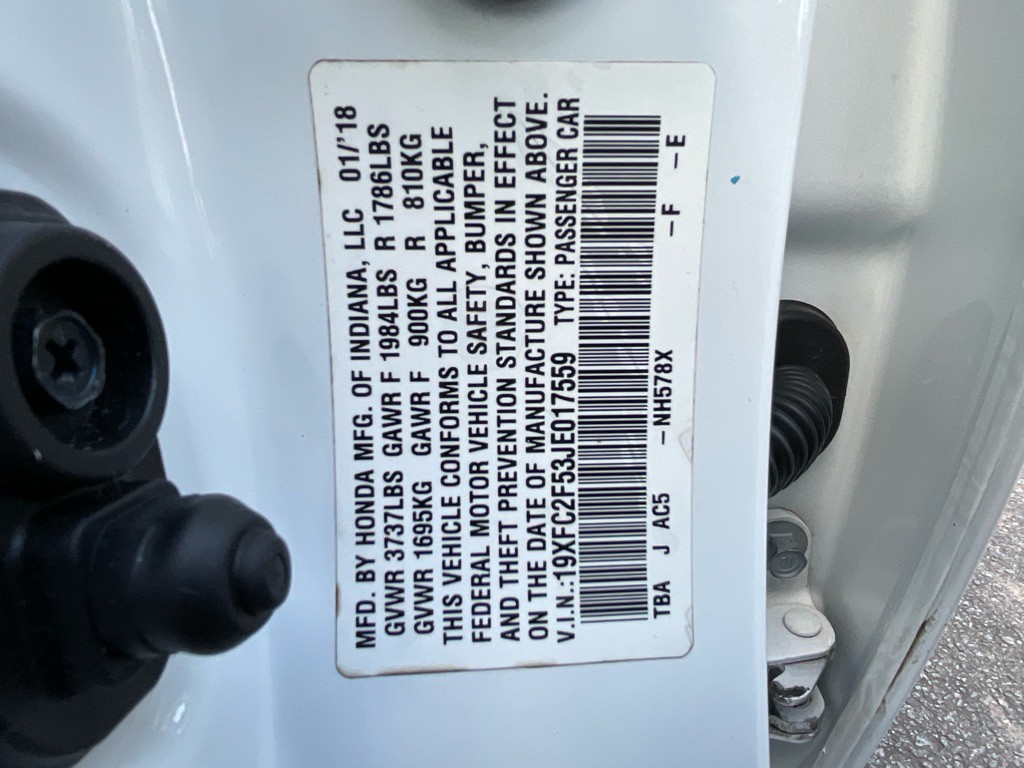 MFD. BY HONDA MFG. OF INDIANA, LLC 01/'18
GVWR 3737LBS GAWR F 1984LBS R 1786LBS
GVWR 1695KG GAWR F 900KG R 810KG
THIS VEHICLE CONFORMS TO ALL APPLICABLE
FEDERAL MOTOR VEHICLE SAFETY, BUMPER,
AND THEFT PREVENTION STANDARDS IN EFFECT
ON THE DATE OF MANUFACTURE SHOWN ABOVE.
V.I.N.:19XFC2F53JE017559 TYPE: PASSENGER CAR
TBA J AC5 -NH578X -F -E